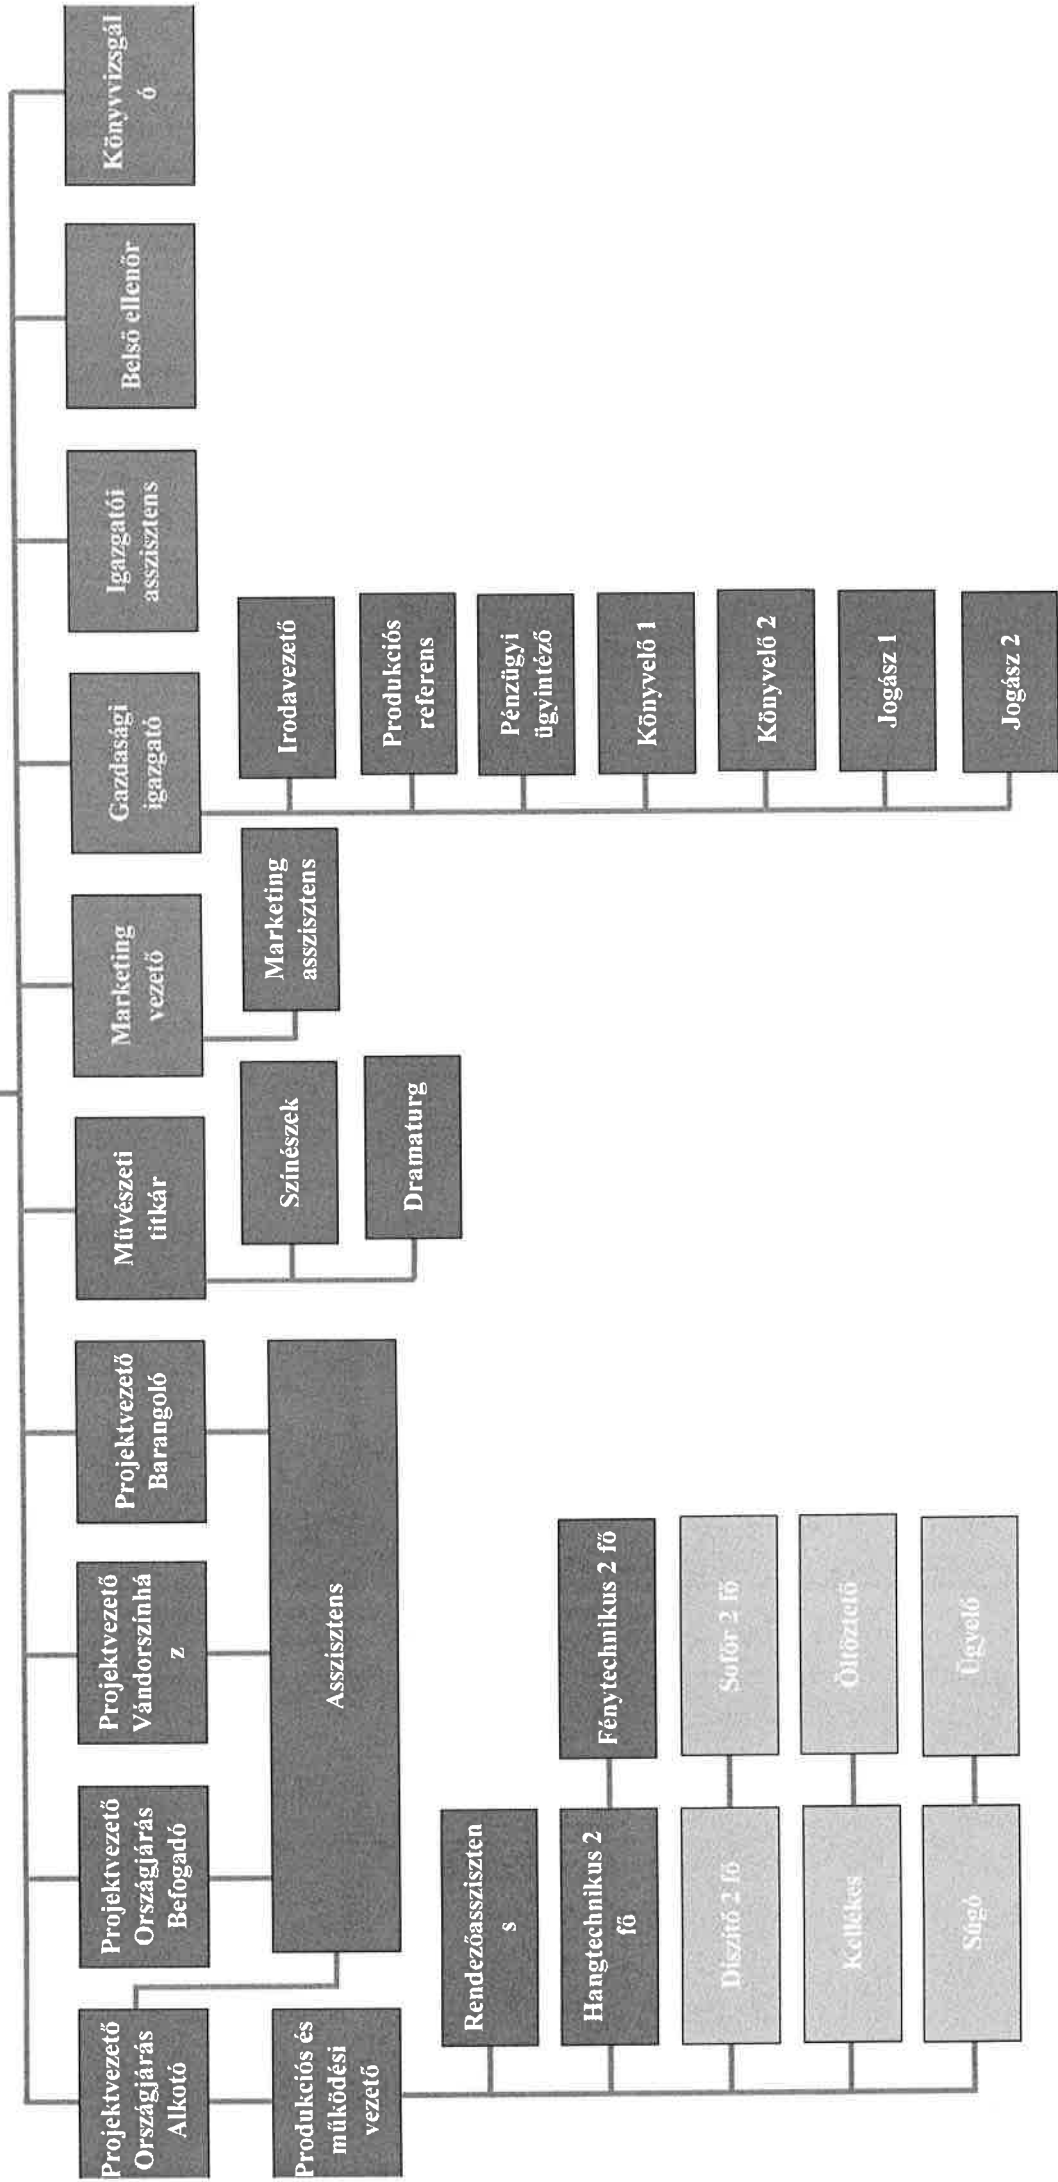 Projektvezető
Országjárás
Alkotó
Projektvezető
Országjárás
Befogadó
Projektvezető
Vándorszínhá
z
Projektvezető
Barangoló
Művészeti
titkár
Marketing
vezető
Gazdasági
igazgató
Igazgatói
asszisztens
Belső ellenőr
Könyvvizsgál
ó
Produkciós és
működési
vezető
Asszisztens
Színészek
Dramaturg
Marketing
asszisztens
Irodavezető
Produkciós
referens
Pénzügyi
ügyintéző
Könyvelő 1
Könyvelő 2
Jogász 1
Jogász 2
Rendezőasszisten
s
Hangtechnikus 2
fő
Fénytechnikus 2 fő
Díszítő 2 fő
Sofőr 2 fő
Kellékes
Öltöztető
Súgó
Ügyelő